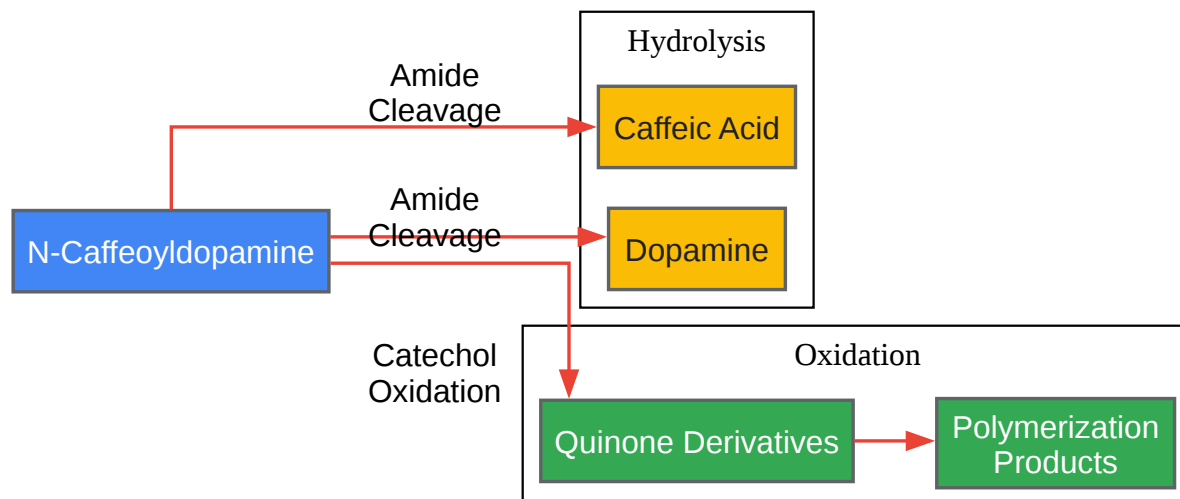 Hydrolysis
Amide
Cleavage
Caffeic Acid
Amide
Cleavage
N-Caffeoyldopamine
Dopamine
Catechol
Oxidation
Oxidation
Quinone Derivatives
Polymerization
Products